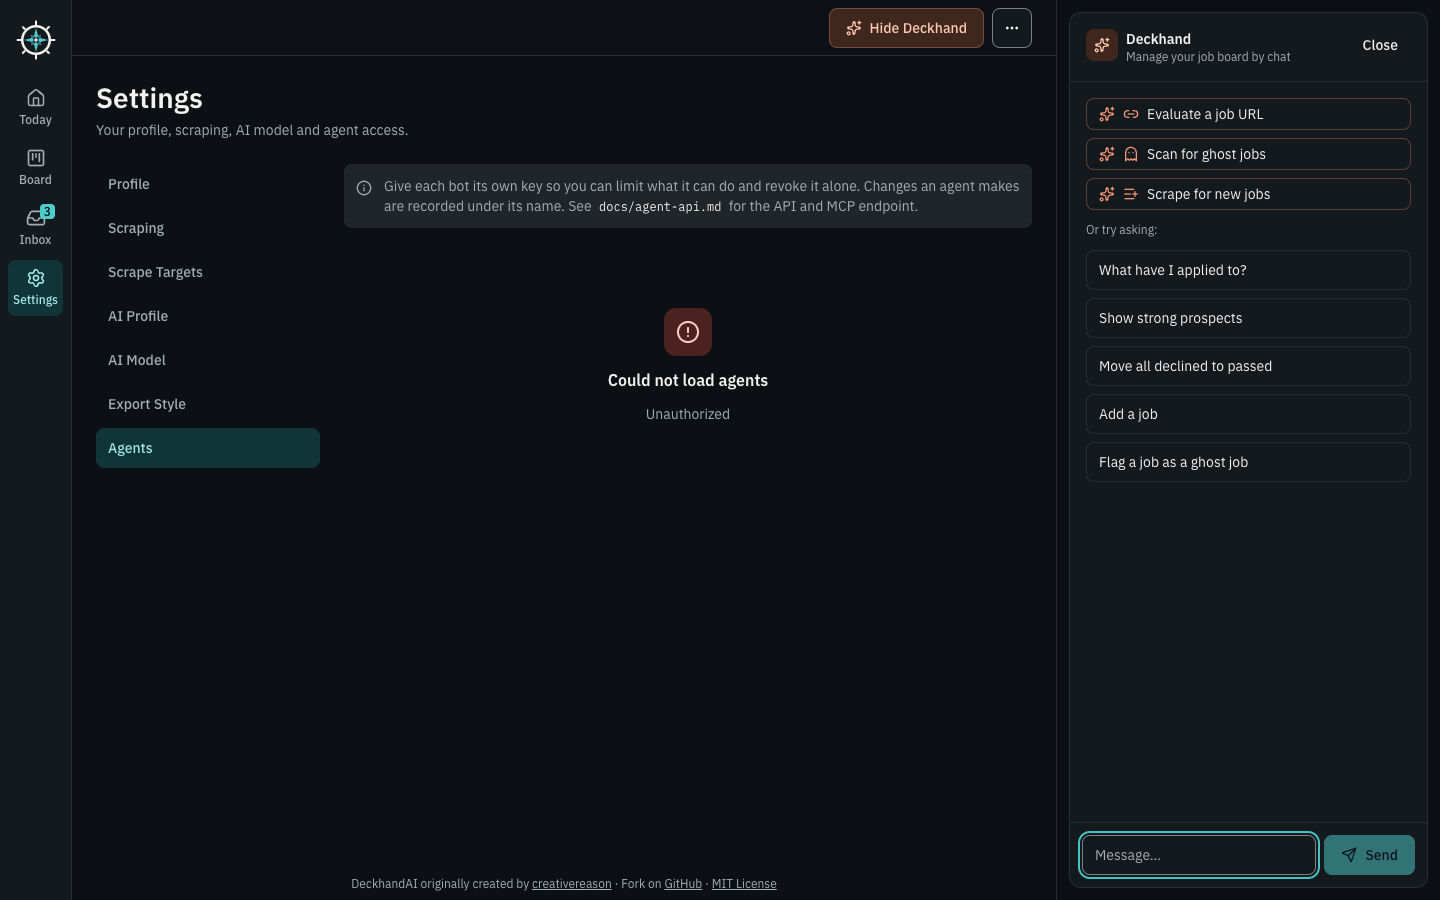 Today
Board
3
Inbox
Settings
Hide Deckhand
Settings
Your profile, scraping, AI model and agent access.
Profile
Scraping
Scrape Targets
AI Profile
AI Model
Export Style
Agents
Give each bot its own key so you can limit what it can do and revoke it alone. Changes an agent makes
are recorded under its name. See docs/agent-api.md for the API and MCP endpoint.
Could not load agents
Unauthorized
DeckhandAI originally created by creativereason · Fork on GitHub · MIT License
Deckhand
Manage your job board by chat
Close
Evaluate a job URL
Scan for ghost jobs
Scrape for new jobs
Or try asking:
What have I applied to?
Show strong prospects
Move all declined to passed
Add a job
Flag a job as a ghost job
Message...
Send